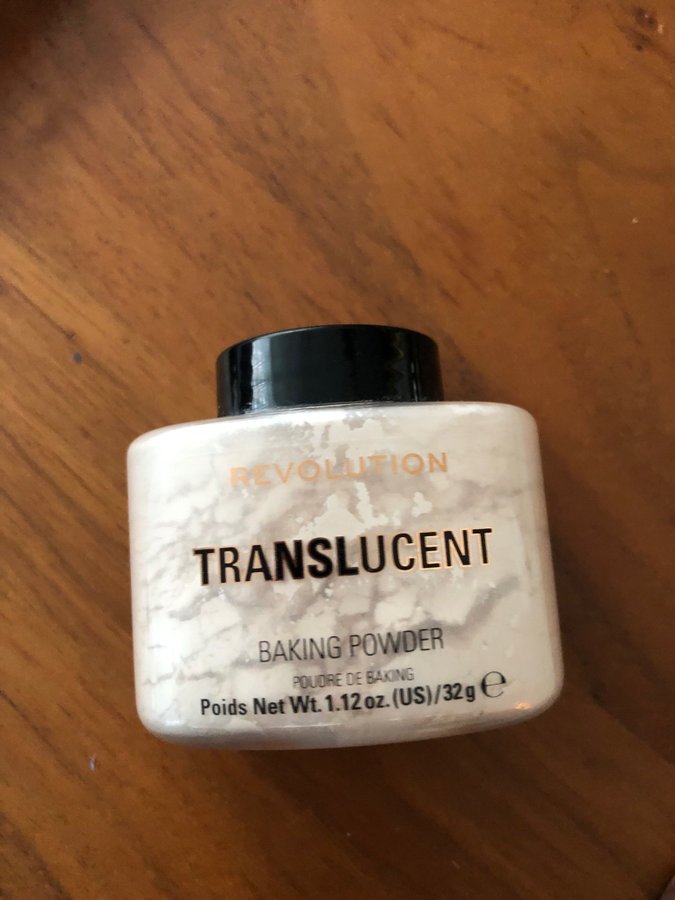 REVOLUTION
TRANSLUCENT
BAKING POWDER
POUDRE DE BAKING
Poids Net Wt. 1.12 oz. (US)/32g ℮